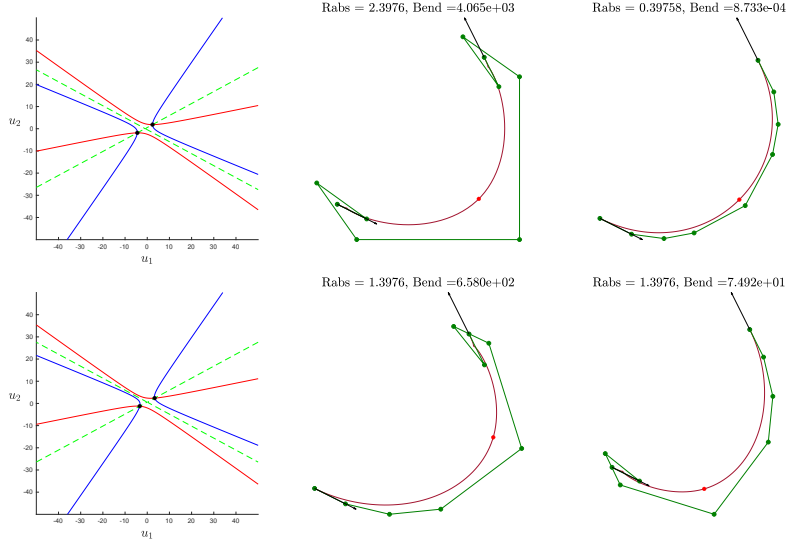 Rabs = 2.3976, Bend =4.065e+03
Rabs = 0.39758, Bend =8.733e-04
40
30
20
10
0
-10
-20
-30
-40
u2
-40 -30 -20 -10 0 10 20 30 40
u1
Rabs = 1.3976, Bend =6.580e+02
Rabs = 1.3976, Bend =7.492e+01
40
30
20
10
0
-10
-20
-30
-40
u2
-40 -30 -20 -10 0 10 20 30 40
u1